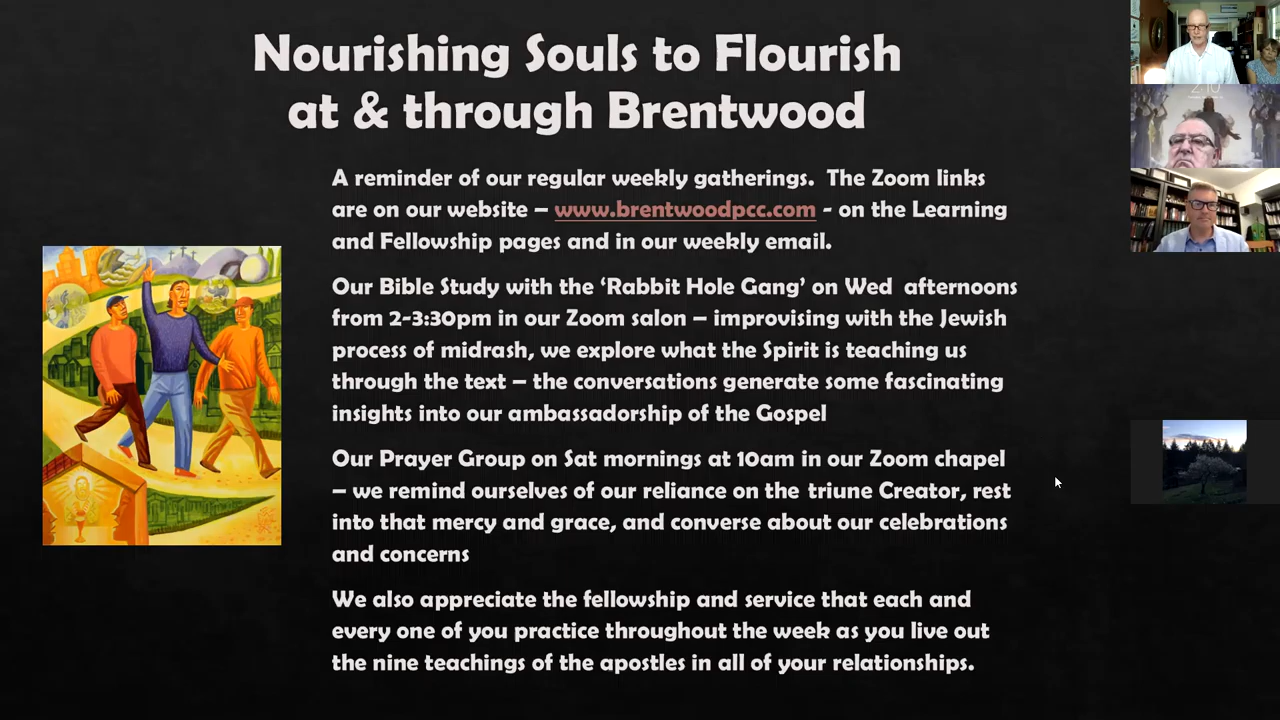 Nourishing Souls to Flourish
at & through Brentwood
A reminder of our regular weekly gatherings.  The Zoom links
are on our website – www.brentwoodpcc.com - on the Learning
and Fellowship pages and in our weekly email.
Our Bible Study with the ‘Rabbit Hole Gang’ on Wed  afternoons
from 2-3:30pm in our Zoom salon – improvising with the Jewish
process of midrash, we explore what the Spirit is teaching us
through the text – the conversations generate some fascinating
insights into our ambassadorship of the Gospel
Our Prayer Group on Sat mornings at 10am in our Zoom chapel
– we remind ourselves of our reliance on the triune Creator, rest
into that mercy and grace, and converse about our celebrations
and concerns
We also appreciate the fellowship and service that each and
every one of you practice throughout the week as you live out
the nine teachings of the apostles in all of your relationships.